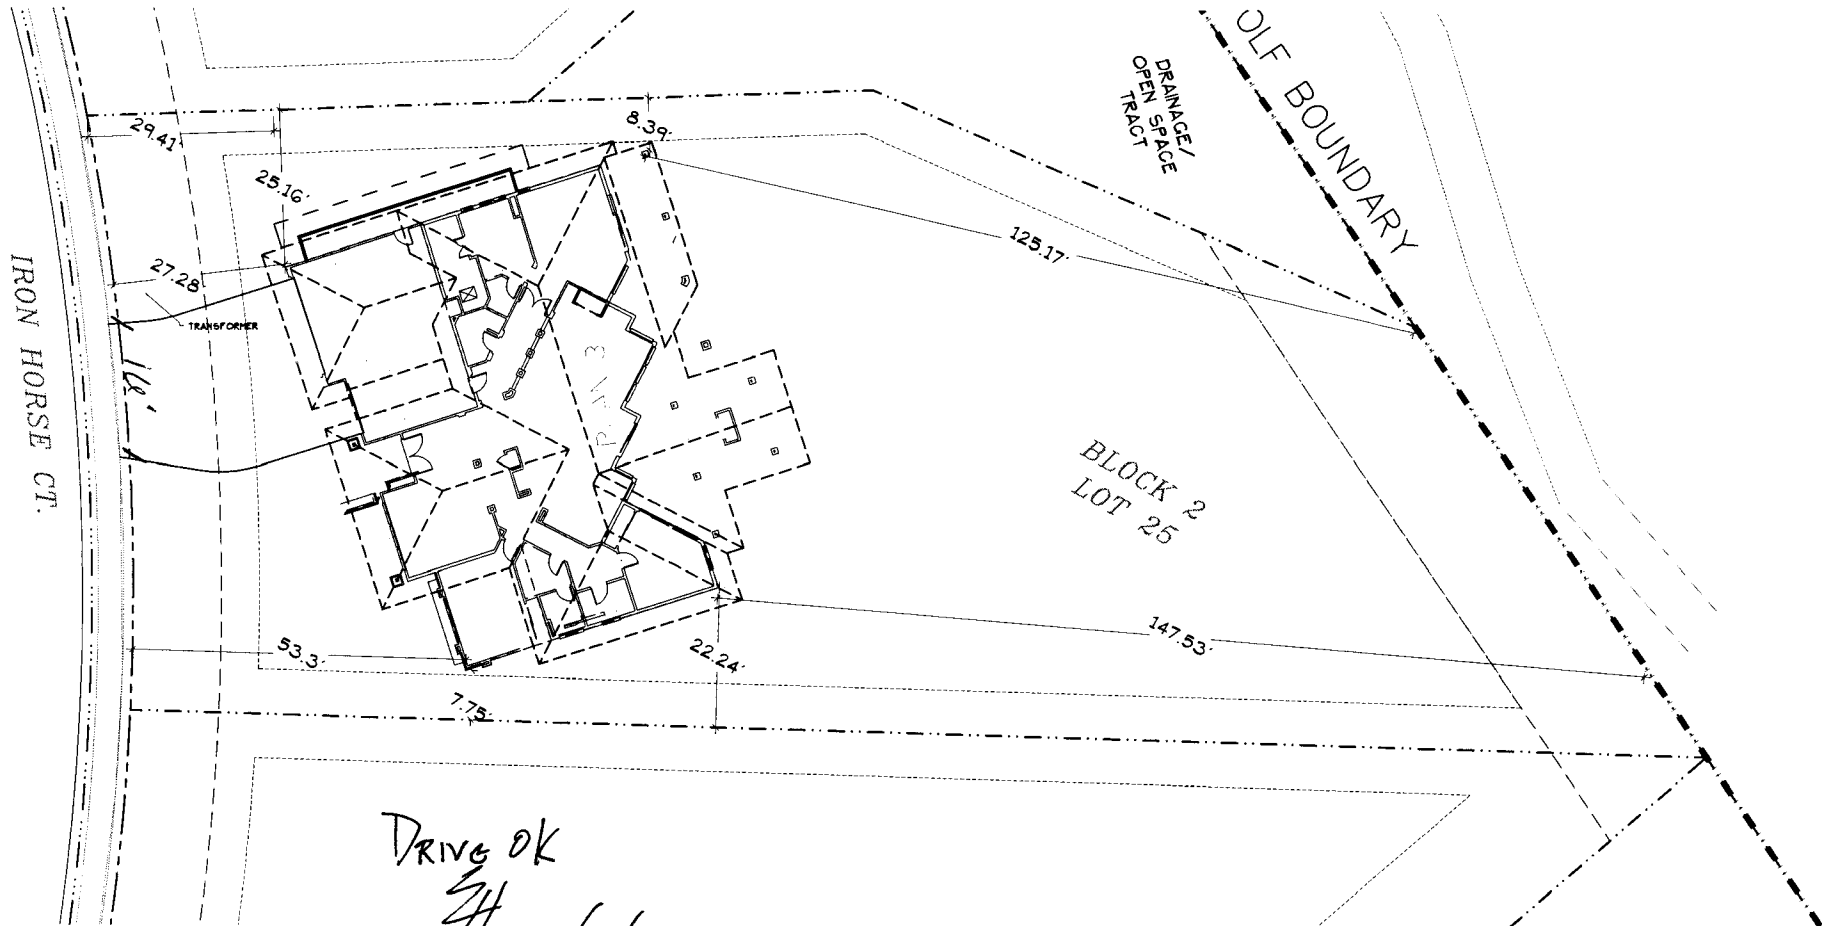 OLF BOUNDARY
DRAINAGE/
OPEN SPACE
TRACT
29.41'
8.39'
25.16'
125.17'
27.28
TRANSFORMER
IRON HORSE CT.
16'
PLAN 3
BLOCK 2
LOT 25
53.3'
22.24'
147.53'
7.75'
DRIVE OK